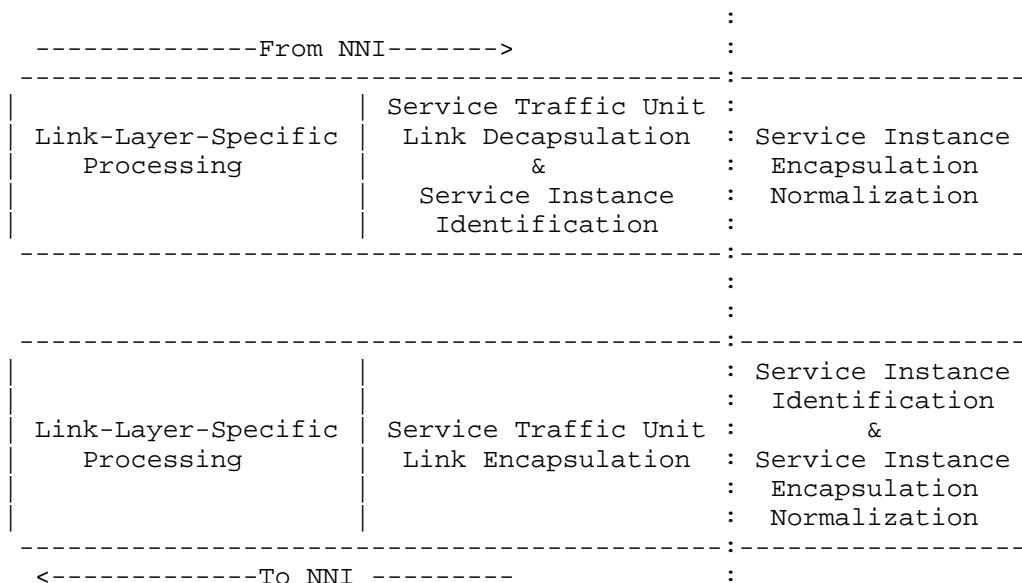 :
  --------------From NNI------->             :
 --------------------------------------------:------------------
|                     | Service Traffic Unit :
| Link-Layer-Specific |  Link Decapsulation  : Service Instance
|    Processing       |          &           :  Encapsulation
|                     |   Service Instance   :  Normalization
|                     |    Identification    :
 --------------------------------------------:------------------
                                             :
                                             :
 --------------------------------------------:------------------
|                     |                      : Service Instance
|                     |                      :  Identification
| Link-Layer-Specific | Service Traffic Unit :        &
|    Processing       |  Link Encapsulation  : Service Instance
|                     |                      :  Encapsulation
|                     |                      :  Normalization
 --------------------------------------------:------------------
  <-------------To NNI ---------             :